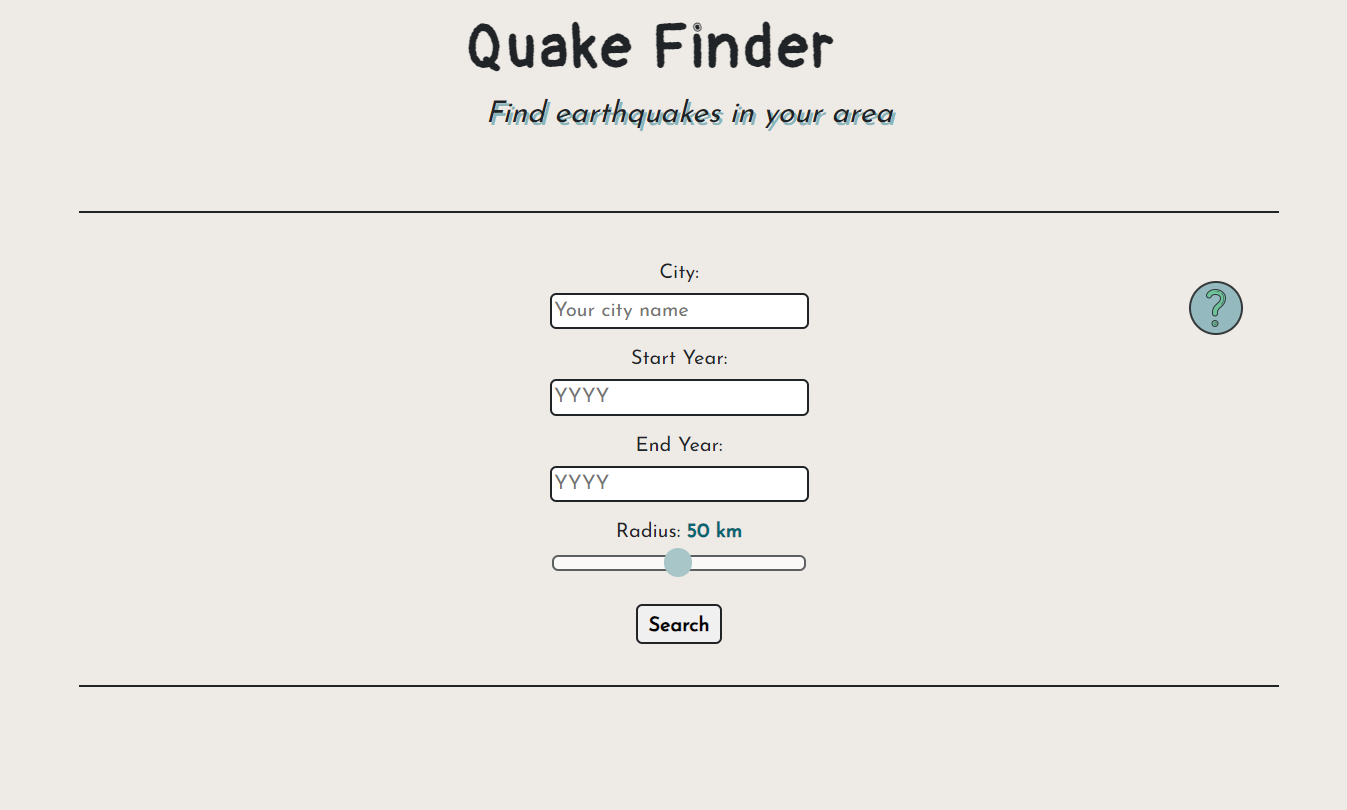 Quake Finder
Find earthquakes in your area
City:
Your city name
?
Start Year:
YYYY
End Year:
YYYY
Radius: 50 km
Search